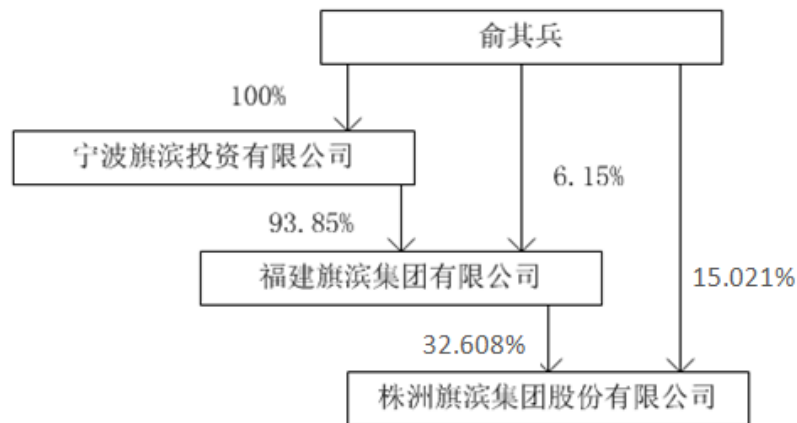 俞其兵
100%
宁波旗滨投资有限公司
6.15%
93.85%
福建旗滨集团有限公司
15.021%
32.608%
株洲旗滨集团股份有限公司